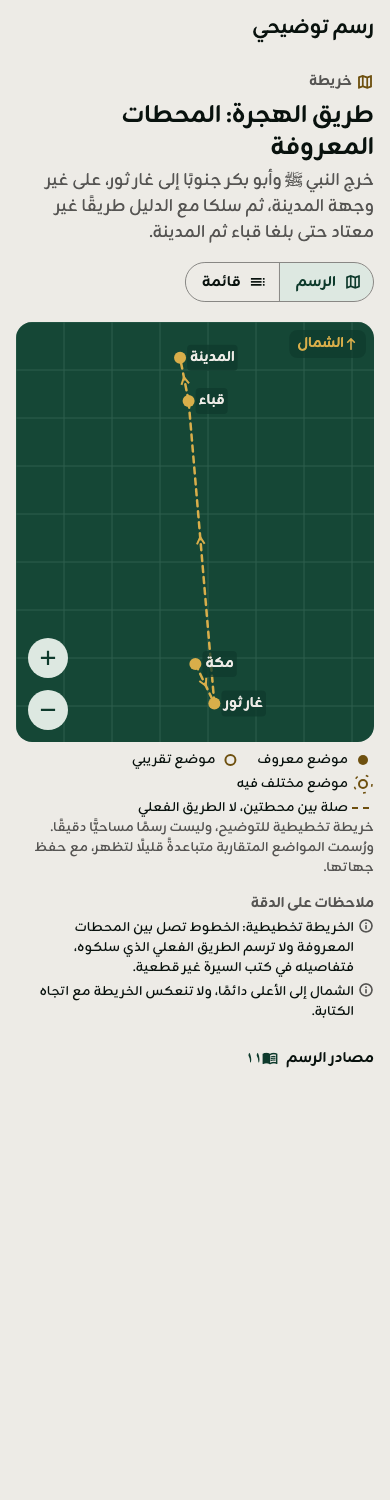 رسم توضيحي
خريطة
طريق الهجرة: المحطات
المعروفة
خرج النبي ﷺ وأبو بكر جنوبًا إلى غار ثور، على غير
وجهة المدينة، ثم سلكا مع الدليل طريقًا غير
معتاد حتى بلغا قباء ثم المدينة.
الرسم
قائمة
↑الشمال
المدينة
قباء
مكة
غار ثور
+
−
موضع معروف
موضع تقريبي
موضع مختلف فيه
صلة بين محطتين، لا الطريق الفعلي
خريطة تخطيطية للتوضيح، وليست رسمًا مساحيًّا دقيقًا.
ورُسمت المواضع المتقاربة متباعدةً قليلًا لتظهر، مع حفظ
جهاتها.
ملاحظات على الدقة
الخريطة تخطيطية: الخطوط تصل بين المحطات
المعروفة ولا ترسم الطريق الفعلي الذي سلكوه،
فتفاصيله في كتب السيرة غير قطعية.
الشمال إلى الأعلى دائمًا، ولا تنعكس الخريطة مع اتجاه
الكتابة.
مصادر الرسم
١١